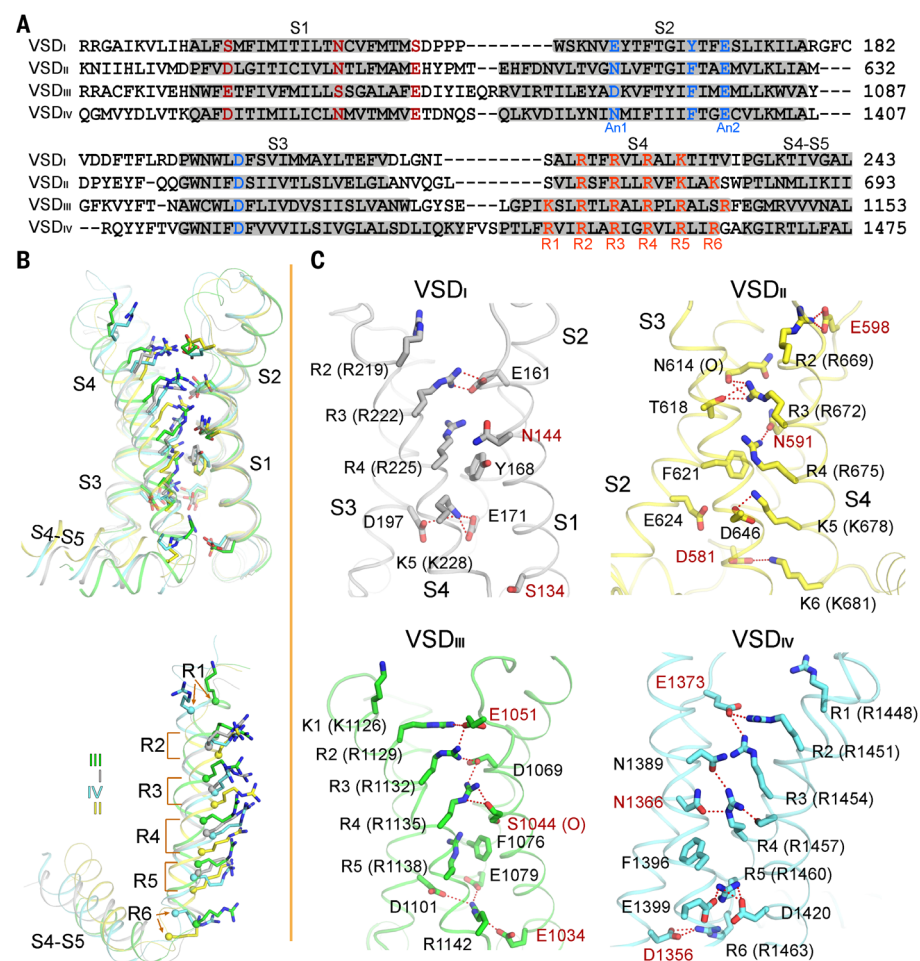 A
S1 S2
VSDI RRGAIKVLIHALFSMFIMITILTNCVFMTMSDPPP-------WSKNVEYTFTGIYTFESLIKILARGFC 182
VSDII KNIIHLIVMDPFVDLGITICIVLNTLFMAMEHYPMT---EHFDNVLTVGNLVFTGIFTAEMVLKLIAM--- 632
VSDIII RRACFKIVEHSWFETFIVFMILLSSGALAFEDIYIEQRRVIRTILEYADKVFTYIFIMEMLLKWVAY--- 1087
VSDIV QGMVYDLVTKQAFDITIMILICLNMVTMMVETDNQS---QLKVDILYNINMIFIIIFTGECVLKMLAL--- 1407
An1 An2
S3 S4 S4-S5
VDDFTFLRDPWNWLDFSVIMMAYLTEFVDLGNI-----------SALRTFRVLRALKTITVIPGLKTIVGAL 243
VSDI
VSDII DPYEYF-QQGWNIFDSIIVTLSLVELGLANVQGL----------SVLRSFRLLRVFKLAKSWPTLNMLIKII 693
VSDIII GFKVYFT-NAWCWLDFLIVDVSIISLVANWLGYSE----LGPIKSLRTLRALRPLRALSRFEGMRVVVNAL 1153
VSDIV --RQYYFTVGWNIFDFVVVILSIVGLALSDLIQKYFVSPTLFRVIRLARIGRVLRLIRGAKGIRTLLFAL 1475
R1 R2 R3 R4 R5 R6
B
S4
S2
S3
S1
S4-S5
R1
R2
R3
R4
R5
R6
III
I
IV
II
S4-S5
C
VSDI
S2
R2 (R219)
E161
R3 (R222)
N144
R4 (R225)
Y168
S3
S1
D197
E171
K5 (K228)
S4
S134
VSDII
S3
E598
R2 (R669)
N614 (O)
T618
R3 (R672)
N591
F621
R4 (R675)
S2
S4
E624
D646
K5 (K678)
D581
K6 (K681)
VSDIII
E1051
K1 (K1126)
R2 (R1129)
D1069
R3 (R1132)
R4 (R1135)
S1044 (O)
F1076
R5 (R1138)
E1079
D1101
R1142
E1034
VSDIV
E1373
R1 (R1448)
R2 (R1451)
N1389
R3 (R1454)
N1366
R4 (R1457)
F1396
R5 (R1460)
E1399
D1420
D1356
R6 (R1463)